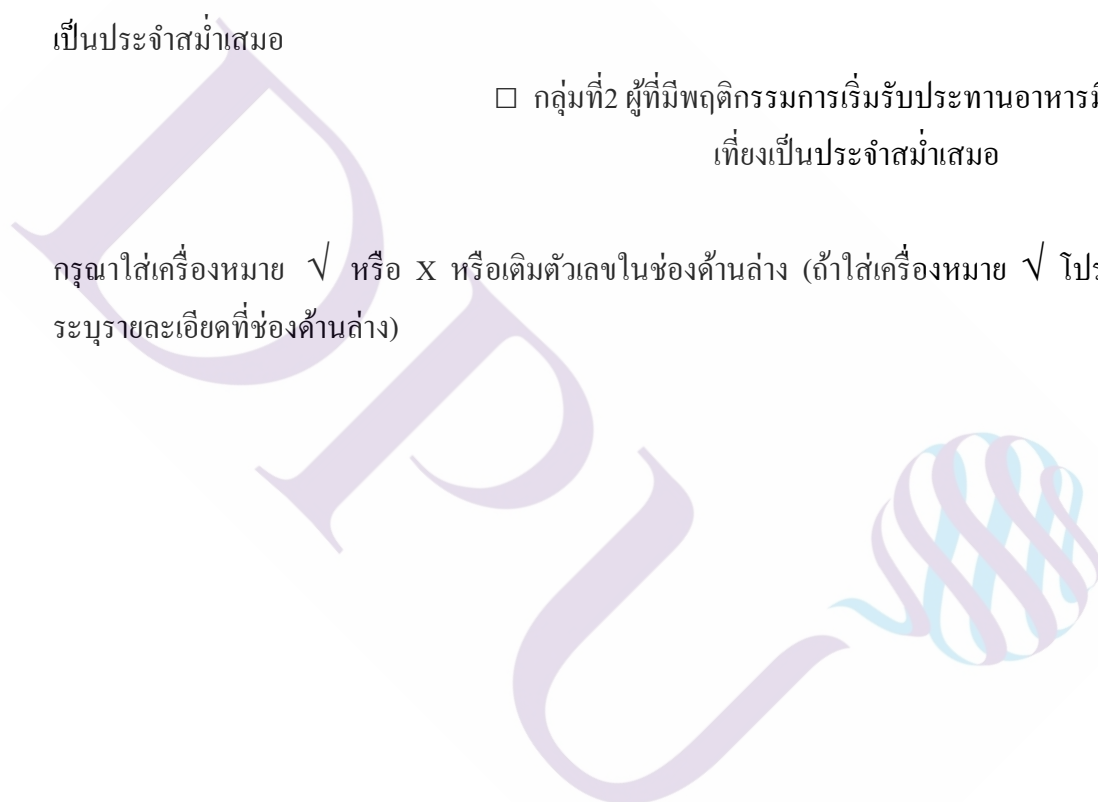 เป็นประจำสม่ำเสมอ
□ กลุ่มที่2 ผู้ที่มีพฤติกรรมการเริ่มรับประทานอาหาร
เที่ยงเป็นประจำสม่ำเสมอ
กรุณาใส่เครื่องหมาย √ หรือ X หรือเติมตัวเลขในช่องด้านล่าง (ถ้าใส่เครื่องหมาย √
ระบุรายละเอียดที่ช่องด้านล่าง)
DPU